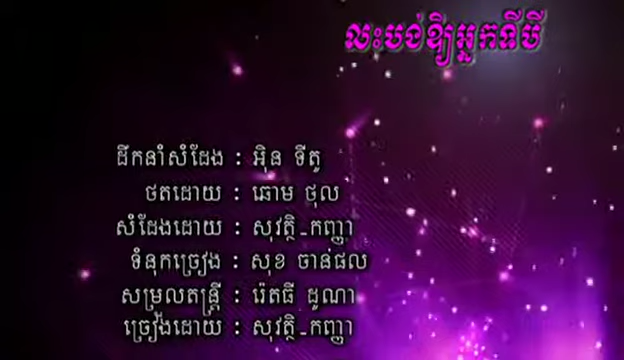 លះបង់ឱ្យអ្នកទីបី
ដឹកនាំសំដែង : អ៊ិន ទីតូ
ថតដោយ : ឆោម ថុល
សំដែងដោយ : សុវត្ថិ-កញ្ញា
ទំនុកច្រៀង : សុខ ចាន់ផល
សម្រួលតន្ត្រី : រ៉េតធី ដូណា
ច្រៀងដោយ : សុវត្ថិ-កញ្ញា